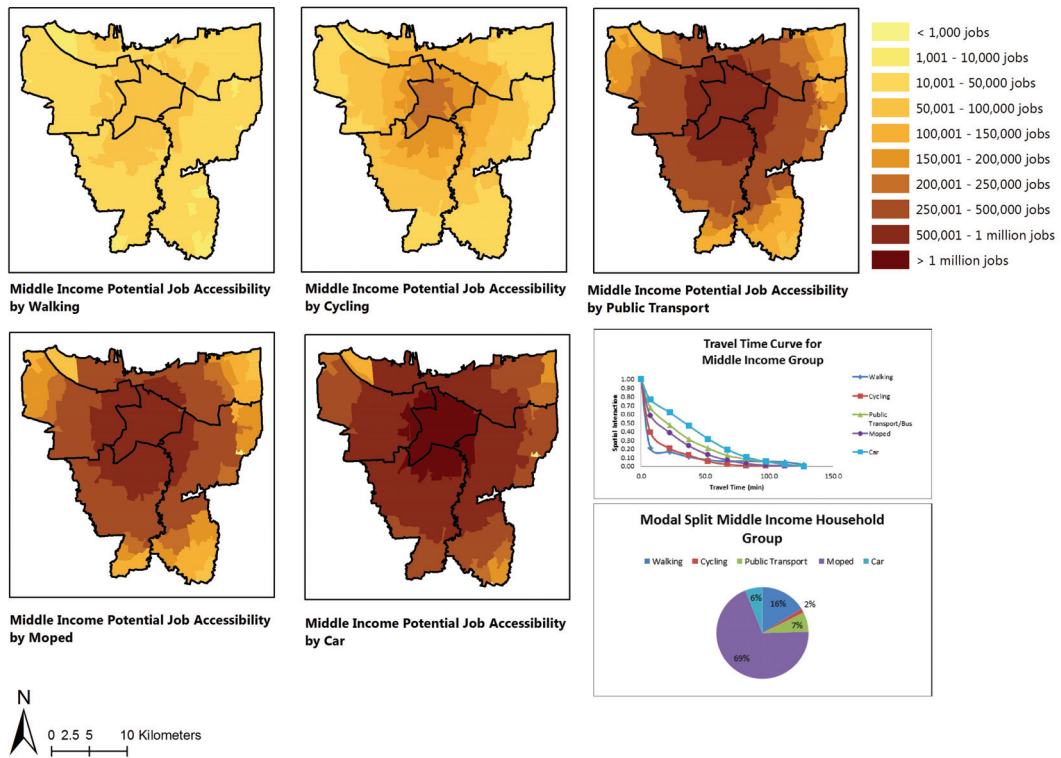 < 1,000 jobs
1,001 - 10,000 jobs
10,001 - 50,000 jobs
50,001 - 100,000 jobs
100,001 - 150,000 jobs
150,001 - 200,000 jobs
200,001 - 250,000 jobs
250,001 - 500,000 jobs
500,001 - 1 million jobs
> 1 million jobs
Middle Income Potential Job Accessibility
by Walking
Middle Income Potential Job Accessibility
by Cycling
Middle Income Potential Job Accessibility
by Public Transport
Middle Income Potential Job Accessibility
by Moped
Middle Income Potential Job Accessibility
by Car
Travel Time Curve for
Middle Income Group
Spatial Interaction
1.00
0.90
0.80
0.70
0.60
0.50
0.40
0.30
0.20
0.10
0.00
0.0 50.0 100.0 150.0
Travel Time (min)
Walking
Cycling
Public
Transport/Bus
Moped
Car
Modal Split Middle Income Household
Group
Walking Cycling Public Transport Moped Car
6%
16%
2%
7%
69%
N
0 2.5 5 10 Kilometers